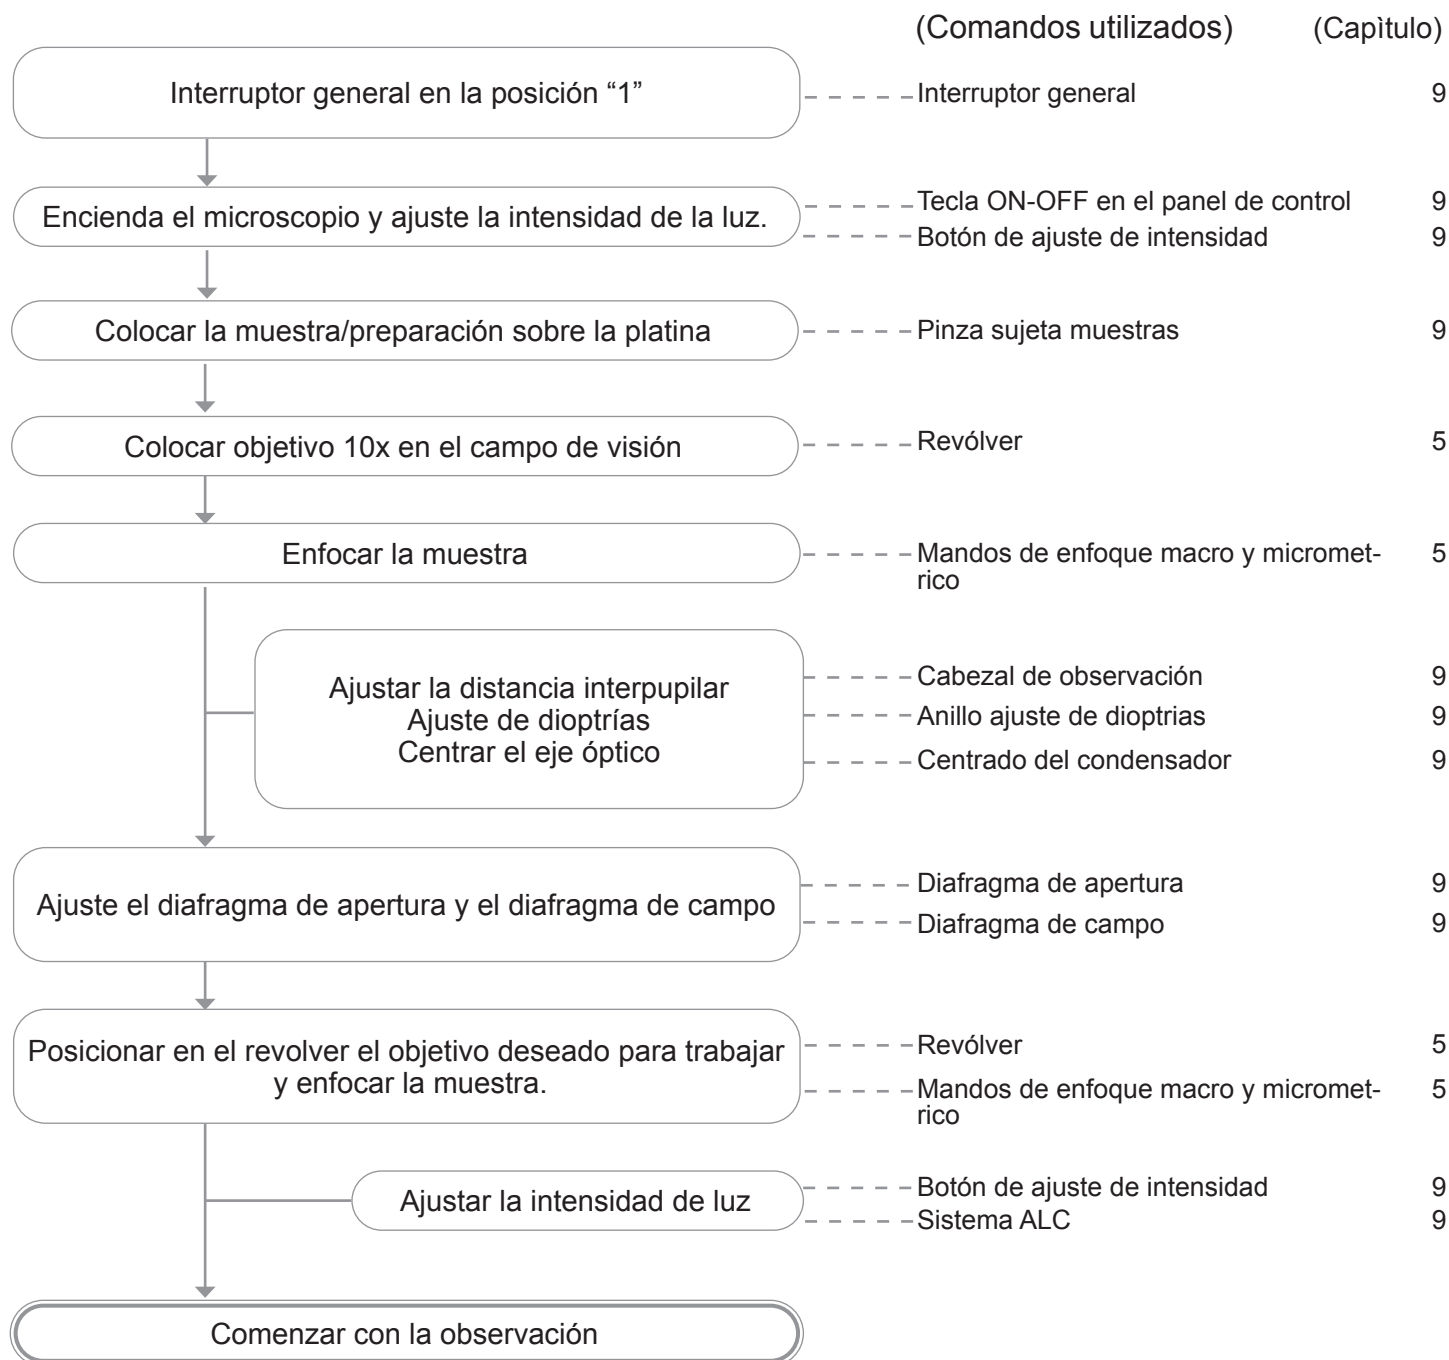 (Comandos utilizados) (Capìtulo)
Interruptor general en la posición “1” Interruptor general 9
Encienda el microscopio y ajuste la intensidad de la luz. Tecla ON-OFF en el panel de control 9
Botón de ajuste de intensidad 9
Colocar la muestra/preparación sobre la platina Pinza sujeta muestras 9
Colocar objetivo 10x en el campo de visión Revólver 5
Enfocar la muestra Mandos de enfoque macro y micromet- 5
rico
Ajustar la distancia interpupilar Cabezal de observación 9
Ajuste de dioptrías Anillo ajuste de dioptrias 9
Centrar el eje óptico Centrado del condensador 9
Ajuste el diafragma de apertura y el diafragma de campo Diafragma de apertura 9
Diafragma de campo 9
Posicionar en el revolver el objetivo deseado para trabajar Revólver 5
y enfocar la muestra. Mandos de enfoque macro y micromet- 5
rico
Ajustar la intensidad de luz Botón de ajuste de intensidad 9
Sistema ALC 9
Comenzar con la observación